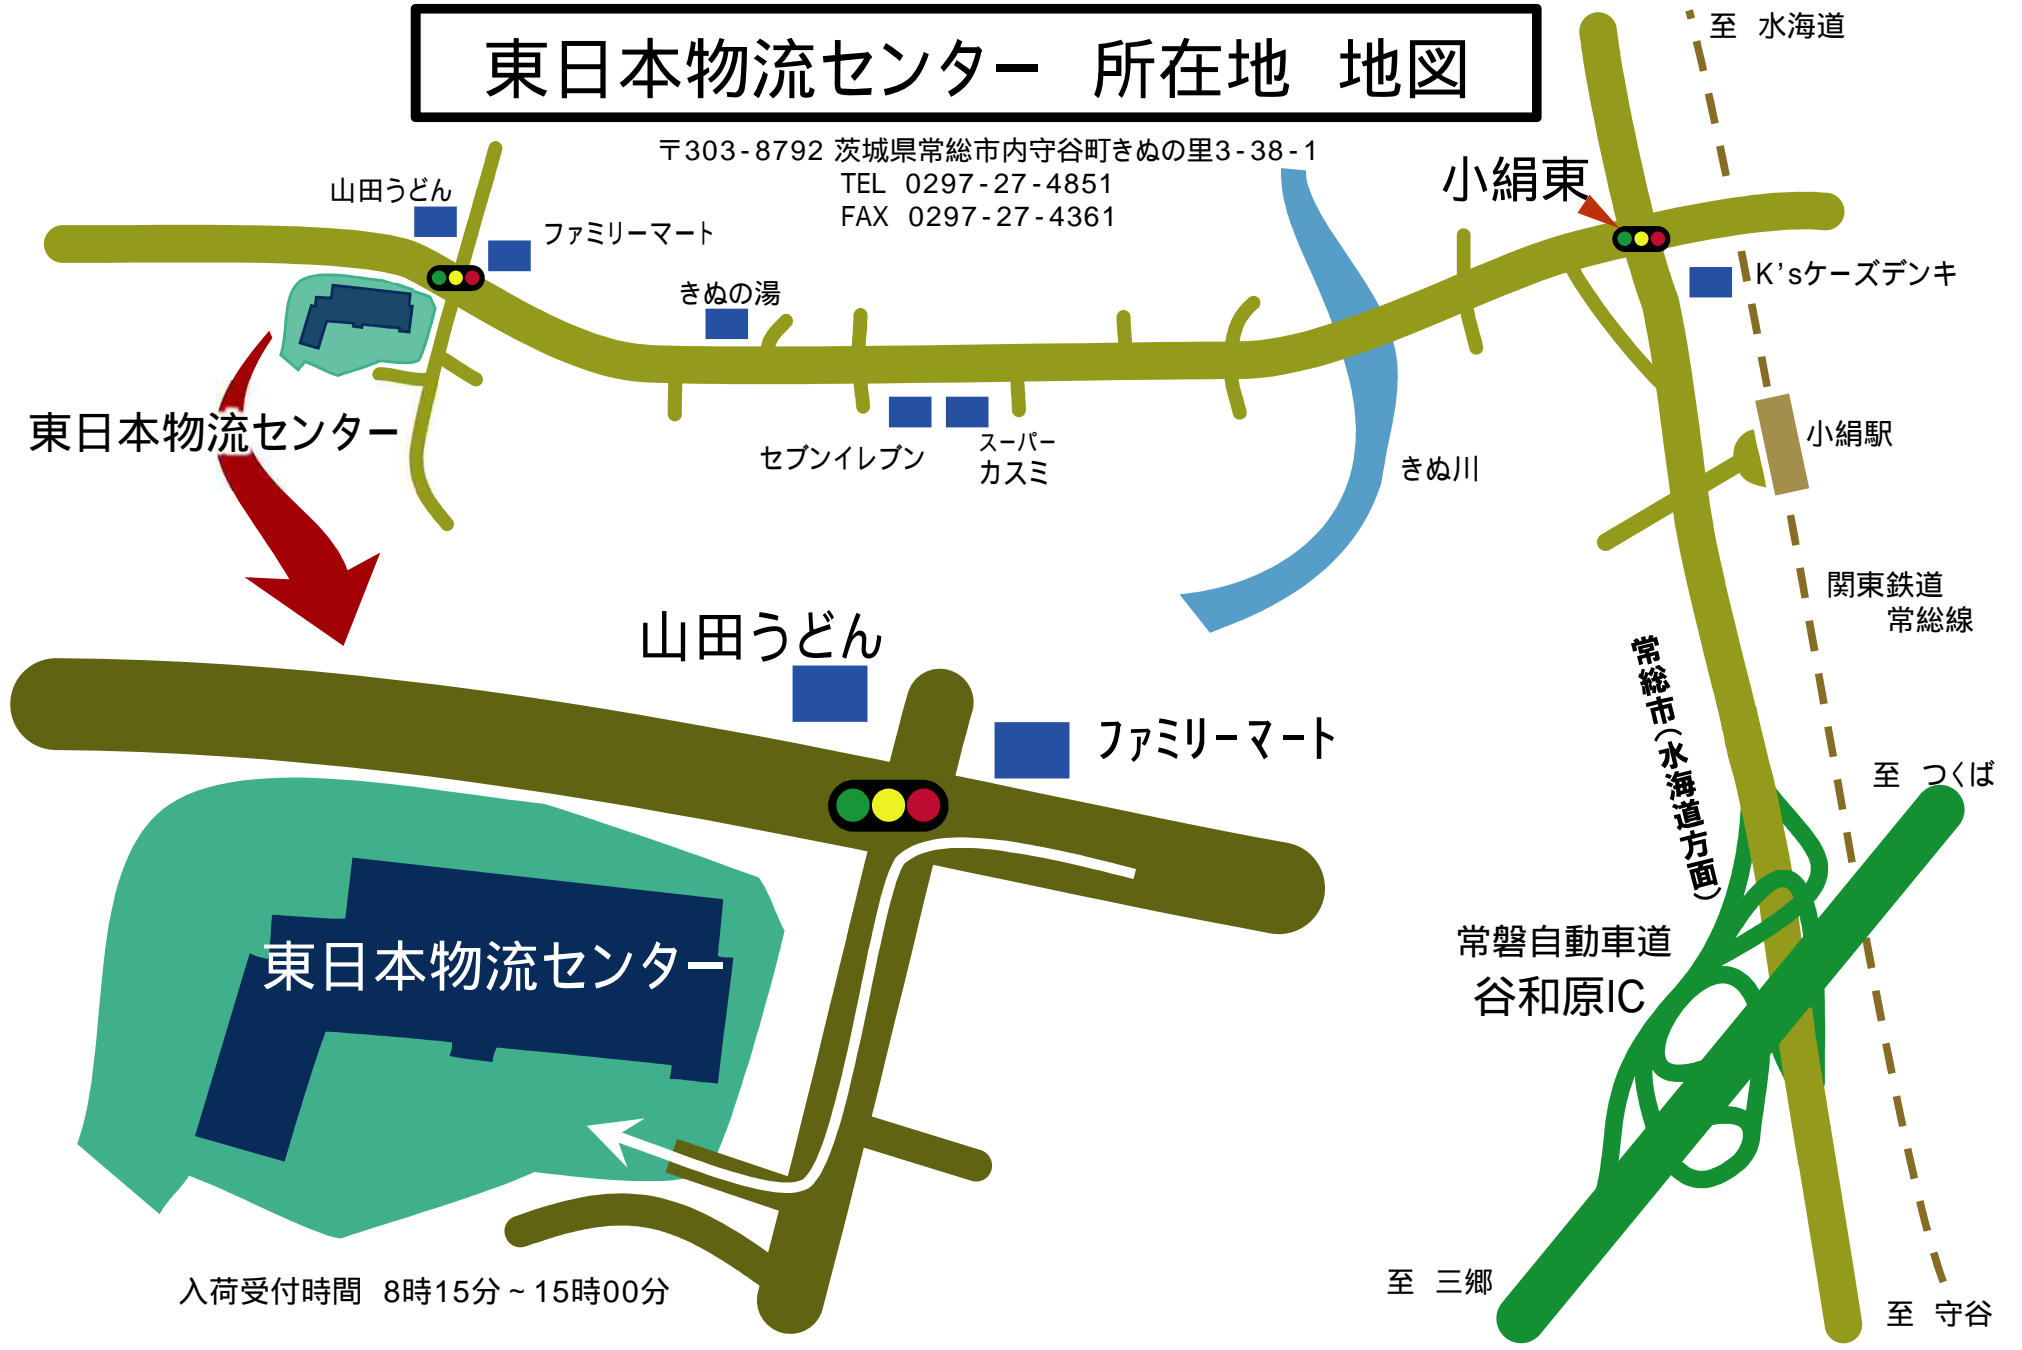 東日本物流センター　所在地　地図
〒303-8792 茨城県常総市内守谷町きぬの里3-38-1
TEL 0297-27-4851
FAX 0297-27-4361
至　水海道
小絹東
山田うどん
ファミリーマート
きぬの湯
K'sケーズデンキ
東日本物流センター
セブンイレブン
スーパー
カスミ
きぬ川
小絹駅
関東鉄道
常総線
山田うどん
ファミリーマート
常総市（水海道方面）
至　つくば
東日本物流センター
常磐自動車道
谷和原IC
入荷受付時間　8時15分～15時00分
至　三郷
至　守谷